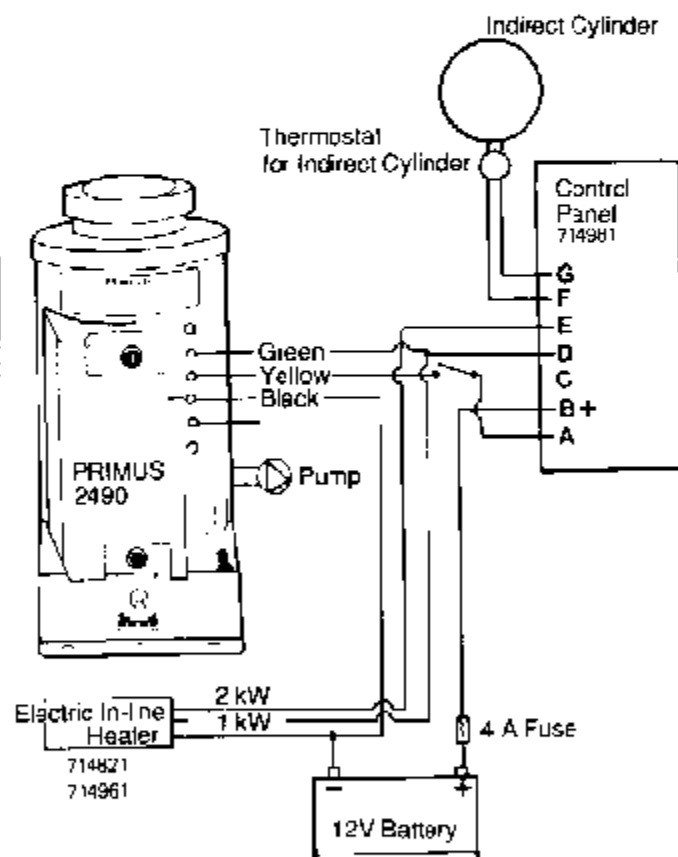 Indirect Cylinder
Thermostat
for Indirect Cylinder
Control
Panel
714981
G
F
E
D
C
B +
A
Green
Yellow
Black
PRIMUS
2490
Pump
2 kW
1 kW
Electric In-line
Heater
714821
714961
4 A Fuse
- +
12V Battery